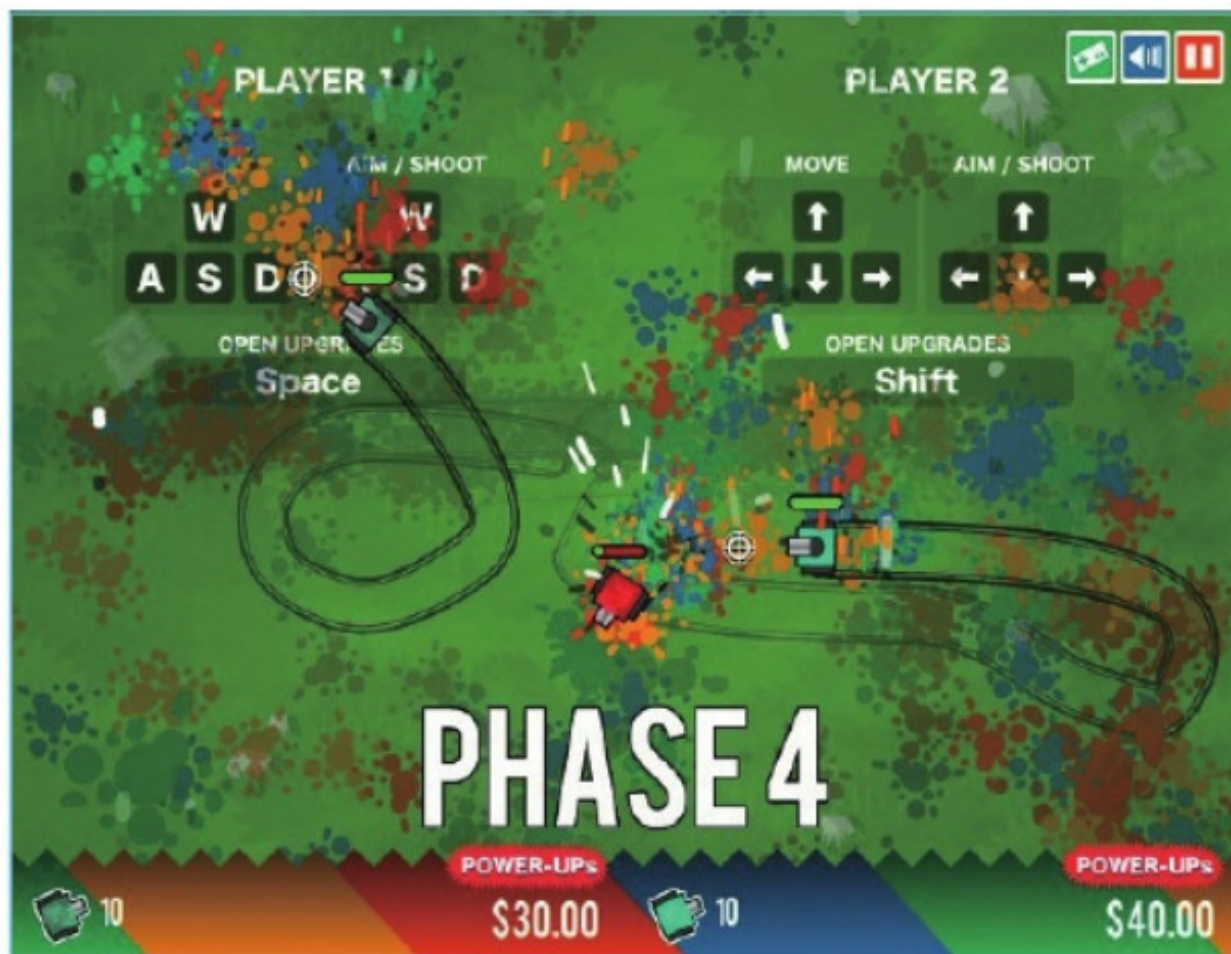 PLAYER 1
AIM / SHOOT
W
W
A S D
S D
OPEN UPGRADES
Space
PLAYER 2
MOVE
AIM / SHOOT
↑
↑
← ↓ →
← ↓ →
OPEN UPGRADES
Shift
PHASE 4
POWER-UPs
10
$30.00
POWER-UPs
10
$40.00